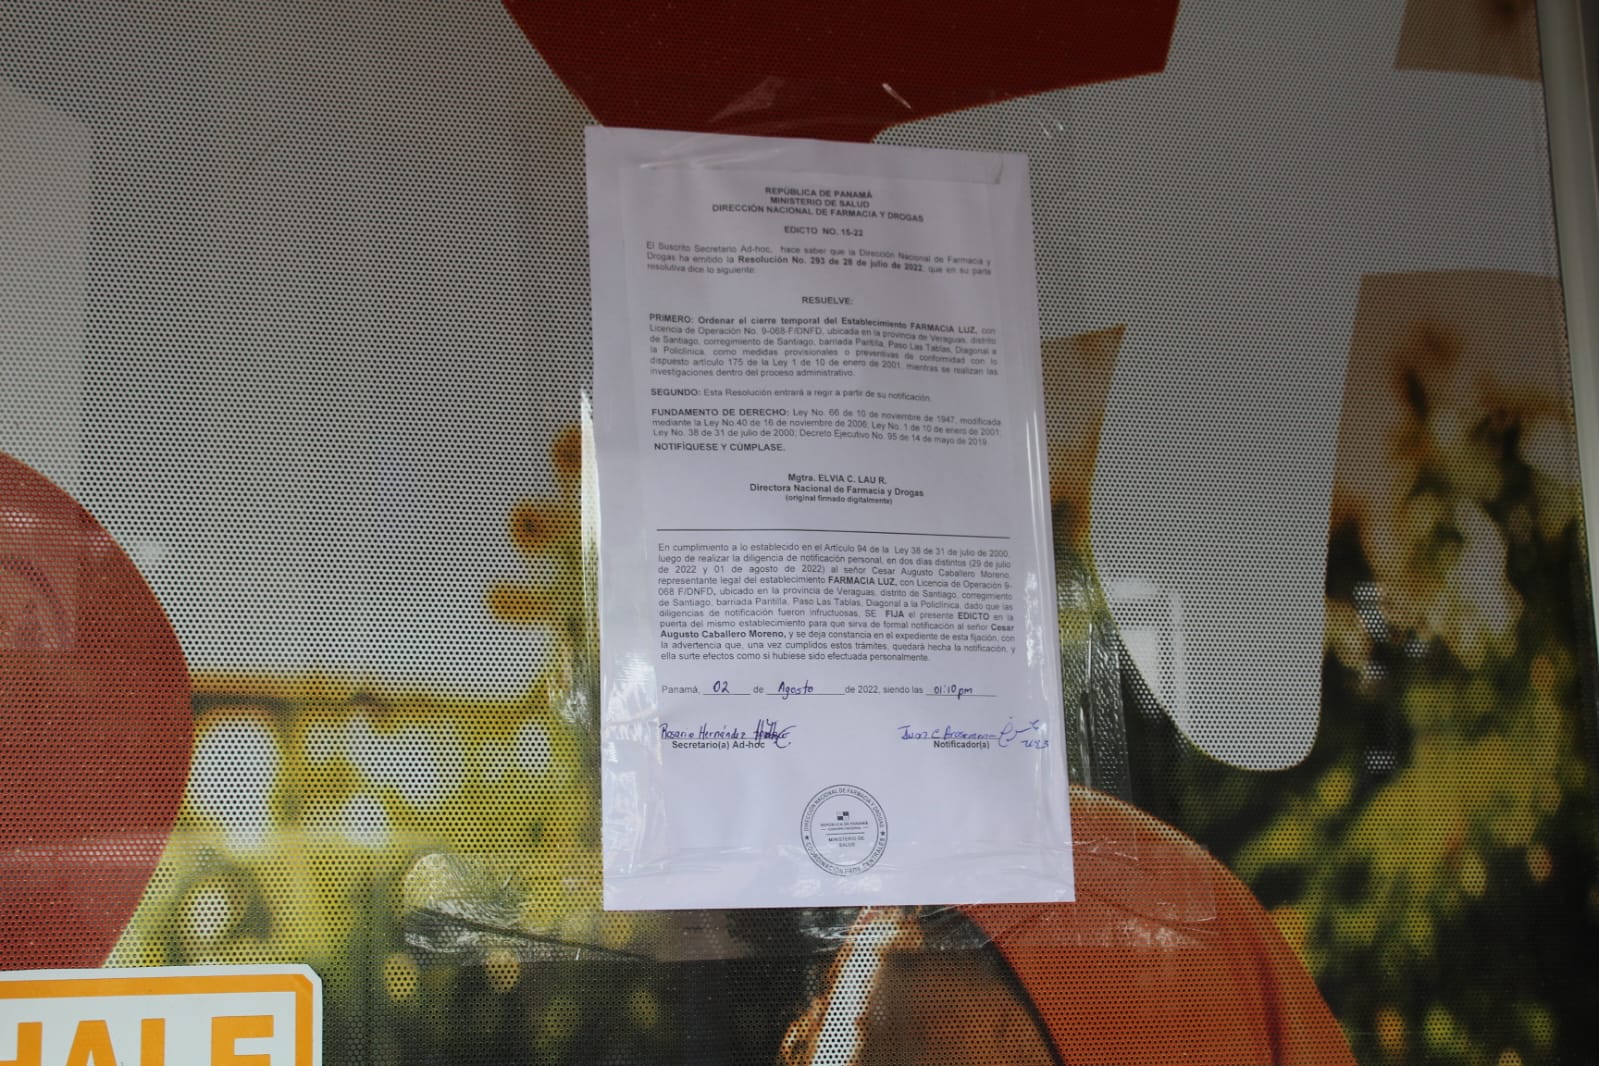 REPÚBLICA DE PANAMÁ
MINISTERIO DE SALUD
DIRECCIÓN NACIONAL DE FARMACIA Y DROGAS
EDICTO NO. 15-22
El Suscrito Secretario Ad-hoc, hace saber que la Dirección Nacional de Farmacia y
Drogas ha emitido la Resolución No. 293 de 28 de julio de 2022, que en su parte
resolutiva dice lo siguiente:
RESUELVE:
PRIMERO: Ordenar el cierre temporal del Establecimiento FARMACIA LUZ, con
Licencia de Operación No. 9-068-F/DNFD, ubicada en la provincia de Veraguas, distrito
de Santiago, corregimiento de Santiago, barriada Paritilla, Paso Las Tablas, Diagonal a
la Policlínica, como medidas provisionales o preventivas de conformidad con lo
dispuesto artículo 175 de la Ley 1 de 10 de enero de 2001, mientras se realizan las
investigaciones dentro del proceso administrativo.
SEGUNDO: Esta Resolución entrará a regir a partir de su notificación.
FUNDAMENTO DE DERECHO: Ley No. 66 de 10 de noviembre de 1947, modificada
mediante la Ley No.40 de 16 de noviembre de 2006; Ley No. 1 de 10 de enero de 2001;
Ley No. 38 de 31 de julio de 2000; Decreto Ejecutivo No. 95 de 14 de mayo de 2019.
NOTIFÍQUESE Y CÚMPLASE.
Mgtra. ELVIA C. LAU R.
Directora Nacional de Farmacia y Drogas
(original firmado digitalmente)
En cumplimiento a lo establecido en el Artículo 94 de la Ley 38 de 31 de julio de 2000,
luego de realizar la diligencia de notificación personal, en dos días distintos (29 de julio
de 2022 y 01 de agosto de 2022) al señor Cesar Augusto Caballero Moreno,
representante legal del establecimiento FARMACIA LUZ, con Licencia de Operación 9-
068 F/DNFD, ubicado en la provincia de Veraguas, distrito de Santiago, corregimiento
de Santiago, barriada Paritilla, Paso Las Tablas, Diagonal a la Policlínica, dado que las
diligencias de notificación fueron infructuosas, SE FIJA el presente EDICTO en la
puerta del mismo establecimiento para que sirva de formal notificación al señor Cesar
Augusto Caballero Moreno, y se deja constancia en el expediente de esta fijación, con
la advertencia que, una vez cumplidos estos trámites, quedará hecha la notificación, y
ella surte efectos como si hubiese sido efectuada personalmente.
Panamá, 02 de Agosto de 2022, siendo las 01:10 pm
Rosario Hernández Juan C
Secretario(a) Ad-hoc Notificador(a)
DIRECCIÓN NACIONAL DE FARMACIA Y DROGAS
REPÚBLICA DE PANAMÁ
MINISTERIO DE
SALUD
HALE